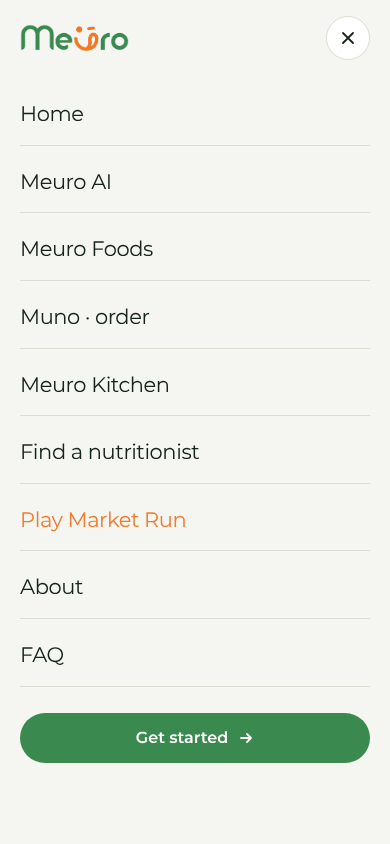 Meuro
Home
Meuro AI
Meuro Foods
Muno · order
Meuro Kitchen
Find a nutritionist
Play Market Run
About
FAQ
Get started →